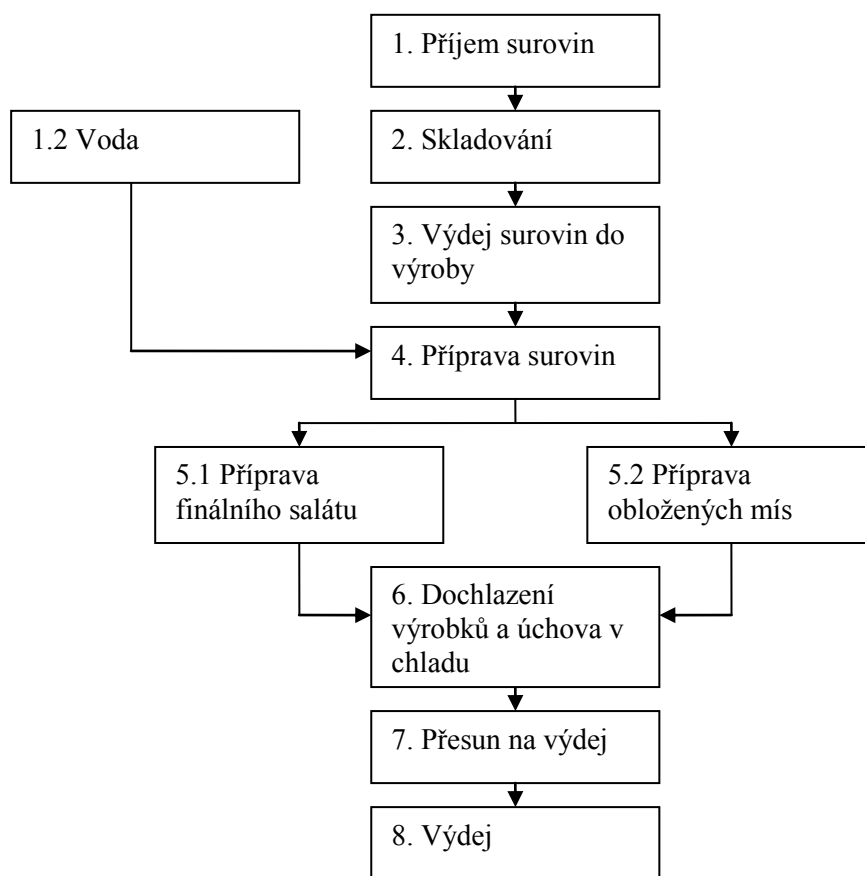 1. Příjem surovin
1.2 Voda
2. Skladování
3. Výdej surovin do
výroby
4. Příprava surovin
5.1 Příprava
finálního salátu
5.2 Příprava
obložených mís
6. Dochlazení
výrobků a úchova v
chladu
7. Přesun na výdej
8. Výdej